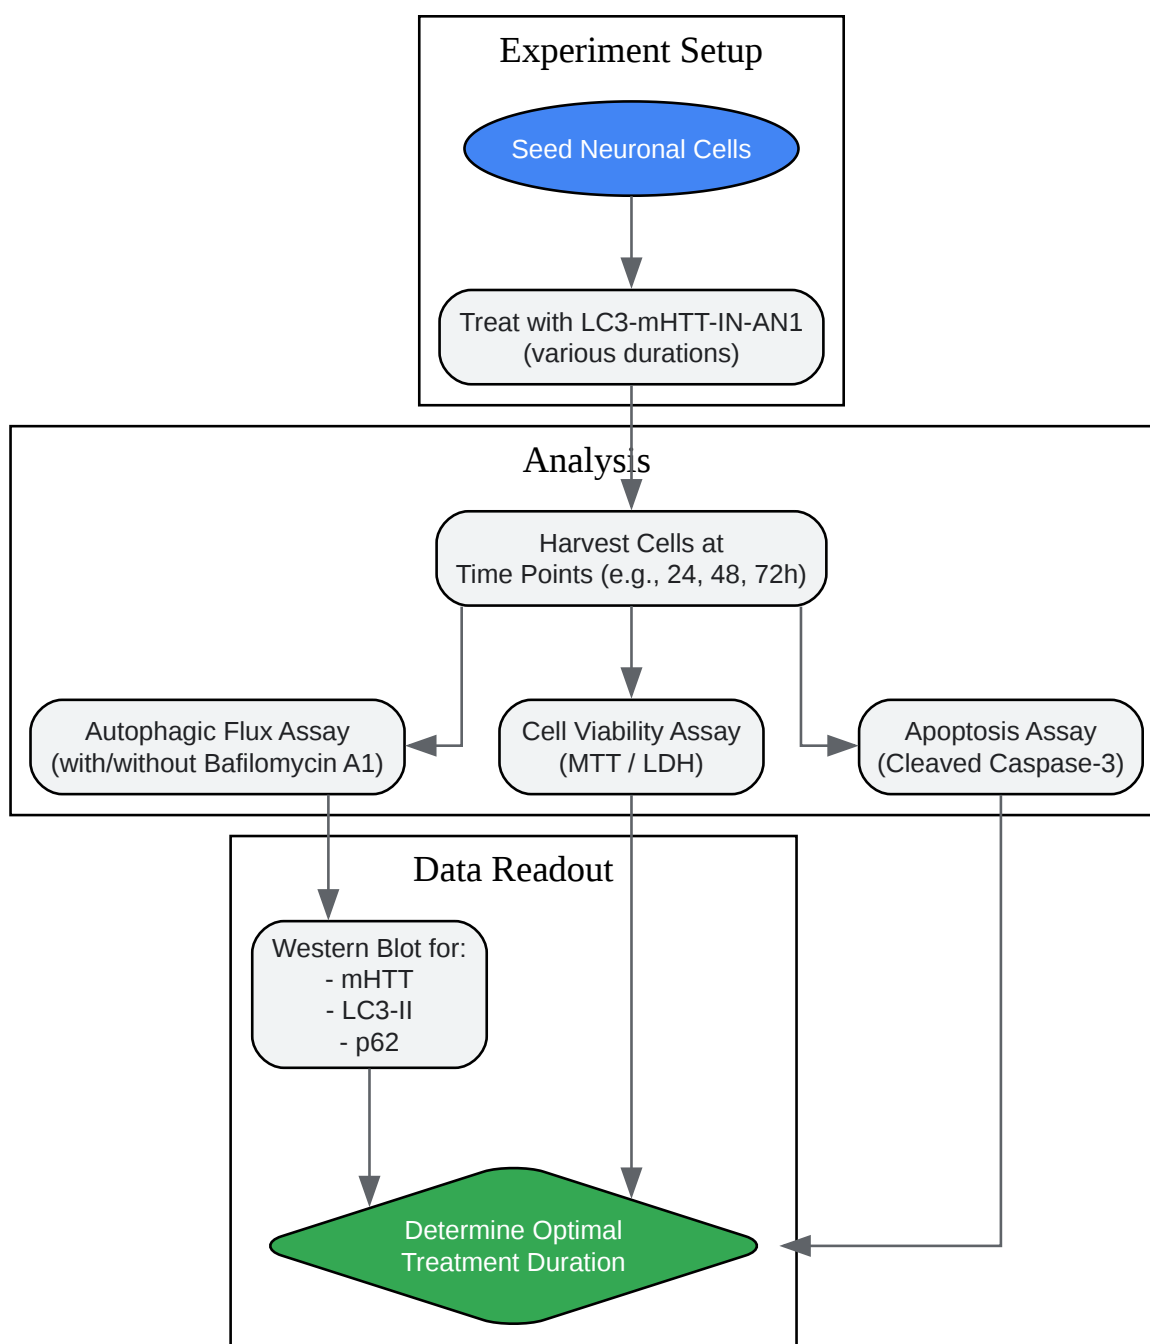 Experiment Setup
Seed Neuronal Cells
Treat with LC3-mHTT-IN-AN1
(various durations)
Analysis
Harvest Cells at
Time Points (e.g., 24, 48, 72h)
Autophagic Flux Assay
(with/without Bafilomycin A1)
Cell Viability Assay
(MTT / LDH)
Apoptosis Assay
(Cleaved Caspase-3)
Data Readout
Western Blot for:
- mHTT
- LC3-II
- p62
Determine Optimal
Treatment Duration